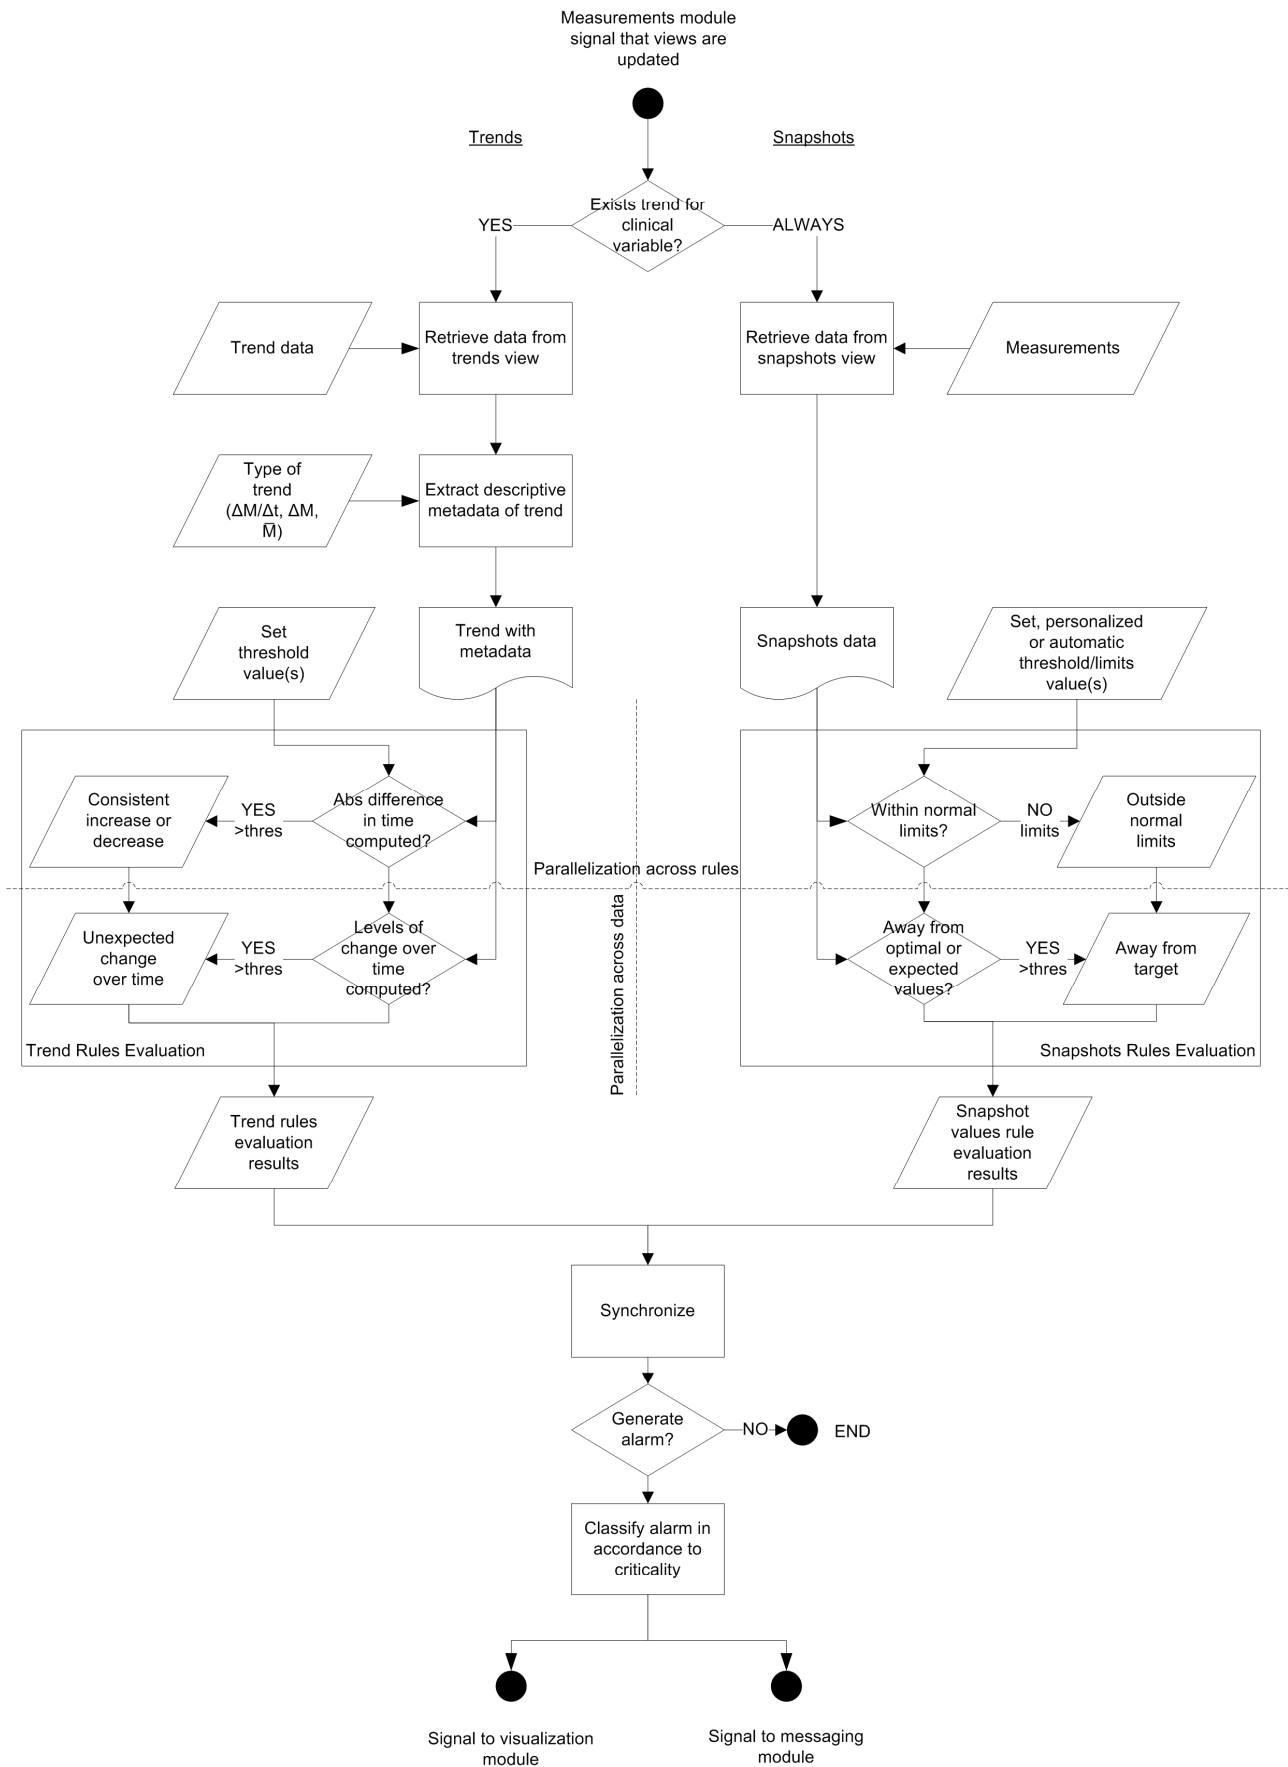 Measurements module
signal that views are
updated
Trends
Snapshots
Exists trend for
clinical
variable?
YES
ALWAYS
Trend data
Retrieve data from
trends view
Retrieve data from
snapshots view
Measurements
Type of
trend
(ΔM/Δt, ΔM,
M̅)
Extract descriptive
metadata of trend
Set
threshold
value(s)
Trend with
metadata
Snapshots data
Set, personalized
or automatic
threshold/limits
value(s)
Consistent
increase or
decrease
YES
>thres
Abs difference
in time
computed?
Within normal
limits?
NO
limits
Outside
normal
limits
Parallelization across rules
Parallelization across data
Unexpected
change
over time
YES
>thres
Levels of
change over
time
computed?
Away from
optimal or
expected
values?
YES
>thres
Away from
target
Trend Rules Evaluation
Snapshots Rules Evaluation
Trend rules
evaluation
results
Snapshot
values rule
evaluation
results
Synchronize
Generate
alarm?
NO
END
Classify alarm in
accordance to
criticality
Signal to visualization
module
Signal to messaging
module